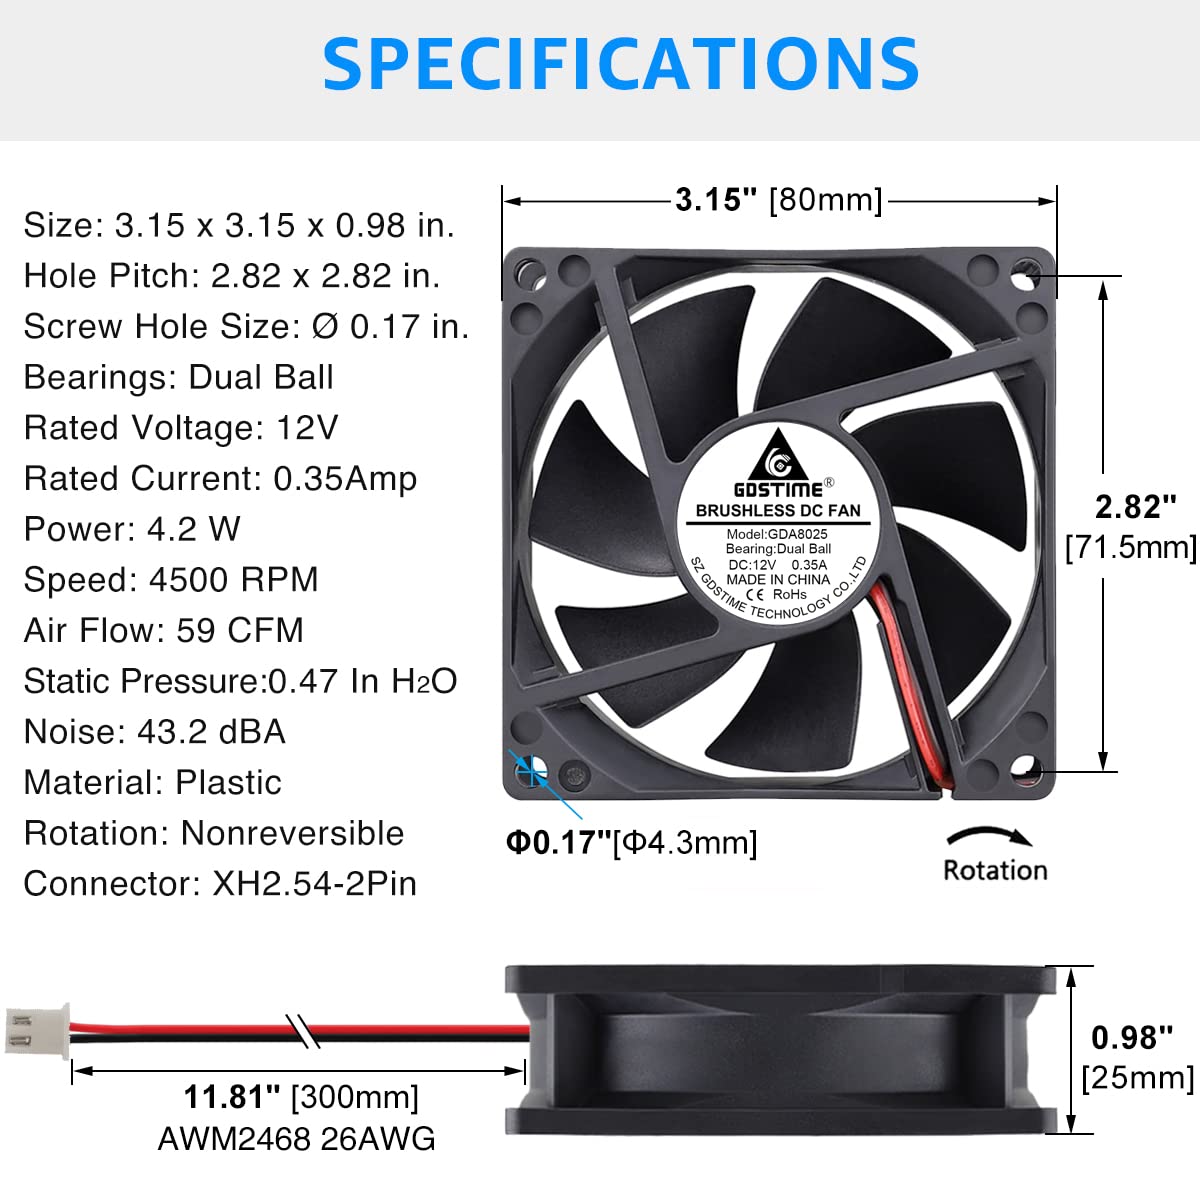 SPECIFICATIONS
Size: 3.15 x 3.15 x 0.98 in.
Hole Pitch: 2.82 x 2.82 in.
Screw Hole Size: Ø 0.17 in.
Bearings: Dual Ball
Rated Voltage: 12V
Rated Current: 0.35Amp
Power: 4.2 W
Speed: 4500 RPM
Air Flow: 59 CFM
Static Pressure:0.47 In H2O
Noise: 43.2 dBA
Material: Plastic
Rotation: Nonreversible
Connector: XH2.54-2Pin
3.15" [80mm]
GDSTIME®
BRUSHLESS DC FAN
Model:GDA8025
Bearing:Dual Ball
DC:12V 0.35A
MADE IN CHINA
CE RoHs
SZ GDSTIME TECHNOLOGY CO.,LTD
2.82"
[71.5mm]
Φ0.17"[Φ4.3mm]
Rotation
11.81" [300mm]
AWM2468 26AWG
0.98"
[25mm]